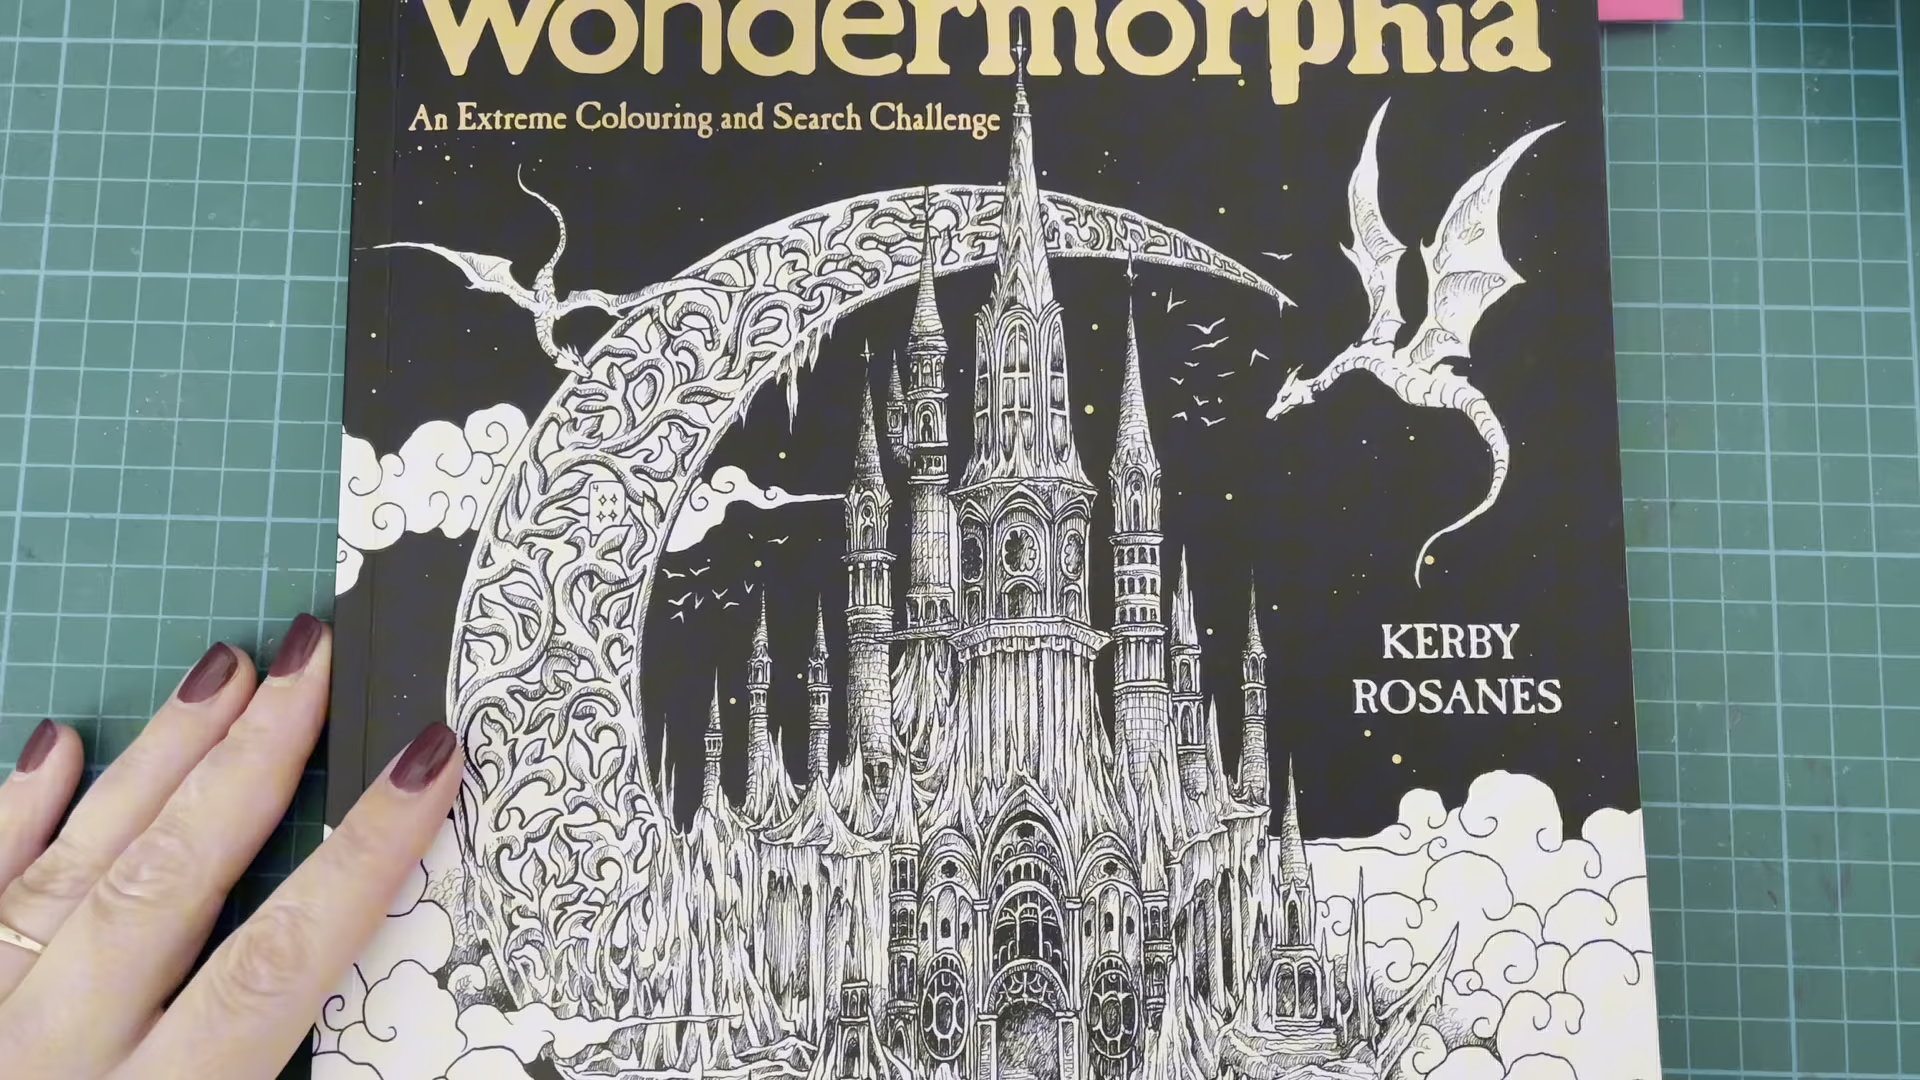 Wondermorphia
An Extreme Colouring and Search Challenge
KERBY
ROSANES